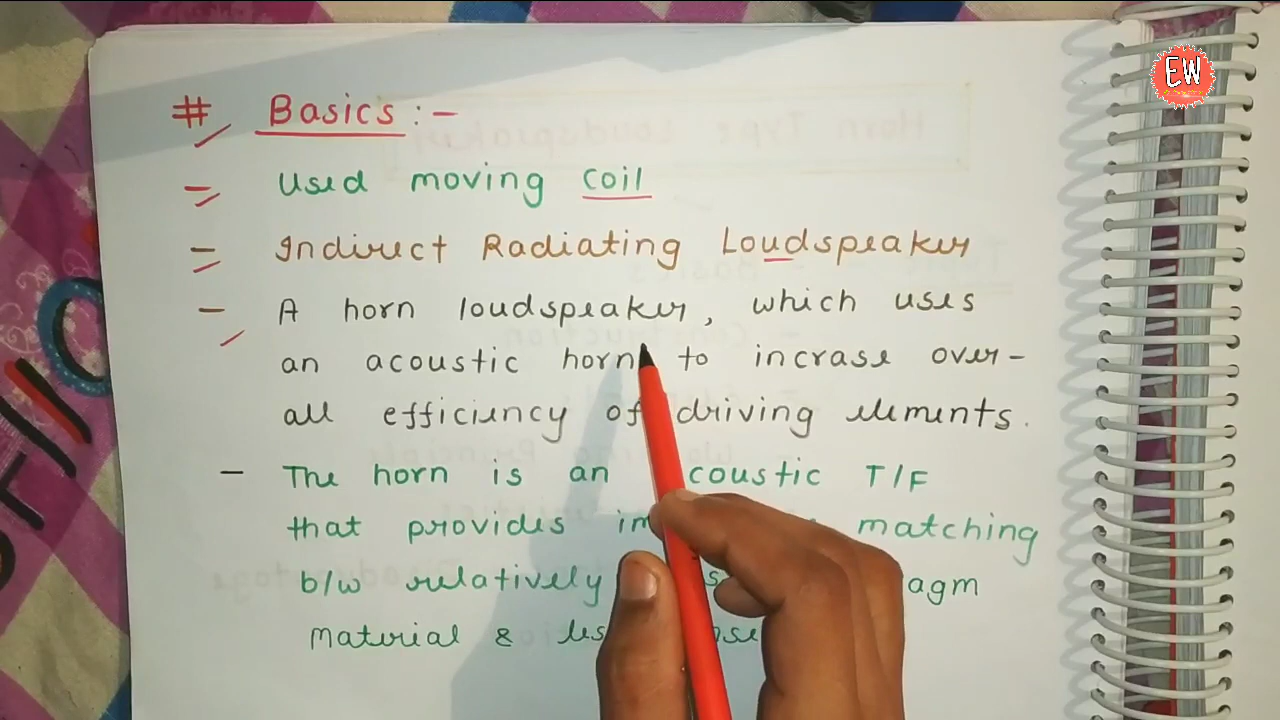 EW
# Basics :-
- Used moving coil
- Indirect Radiating Loudspeaker
- A horn loudspeaker, which uses
an acoustic horn to incrase over-
all efficiency of driving elements.
- The horn is an coustic T/F
that provides im matching
b/w relatively agm
material &